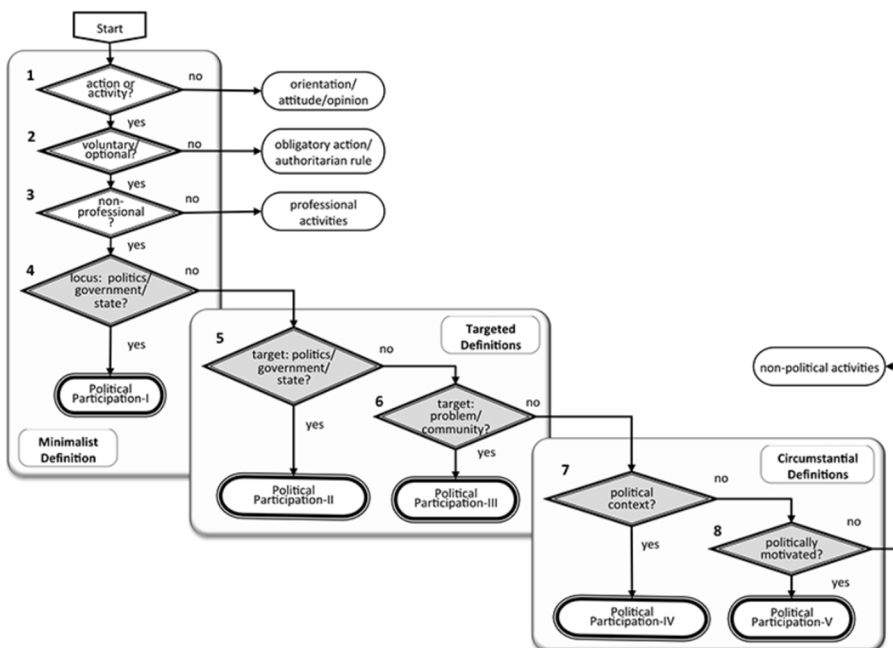 Start
1
action or
activity?
no
orientation/
attitude/opinion
yes
2
voluntary/
optional?
no
obligatory action/
authoritarian rule
yes
3
non-
professional
?
no
professional
activities
yes
4
locus: politics/
government/
state?
no
yes
Political
Participation-I
Minimalist
Definition
5
target: politics/
government/
state?
no
yes
Political
Participation-II
Targeted
Definitions
6
target:
problem/
community?
no
yes
Political
Participation-III
non-political activities
7
political
context?
no
yes
Political
Participation-IV
Circumstantial
Definitions
8
politically
motivated?
no
yes
Political
Participation-V